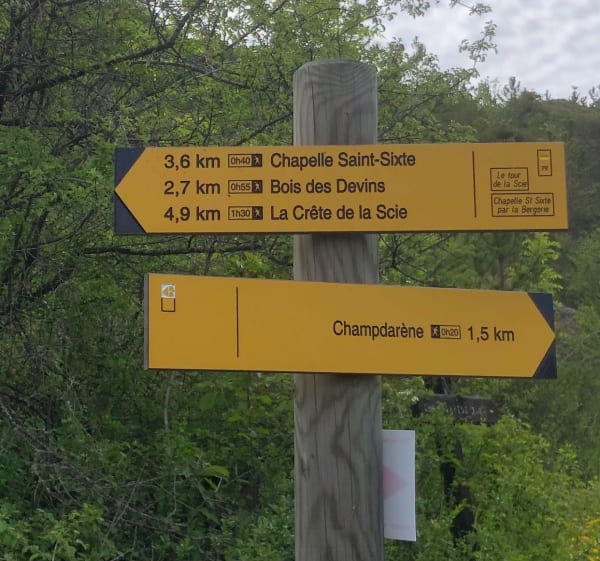 3,6 km 0h40 Chapelle Saint-Sixte
2,7 km 0h55 Bois des Devins
4,9 km 1h30 La Crête de la Scie
PR
Le tour
de la Scie
Chapelle St Sixte
par la Bergerie
Champdarène 0h20 1,5 km